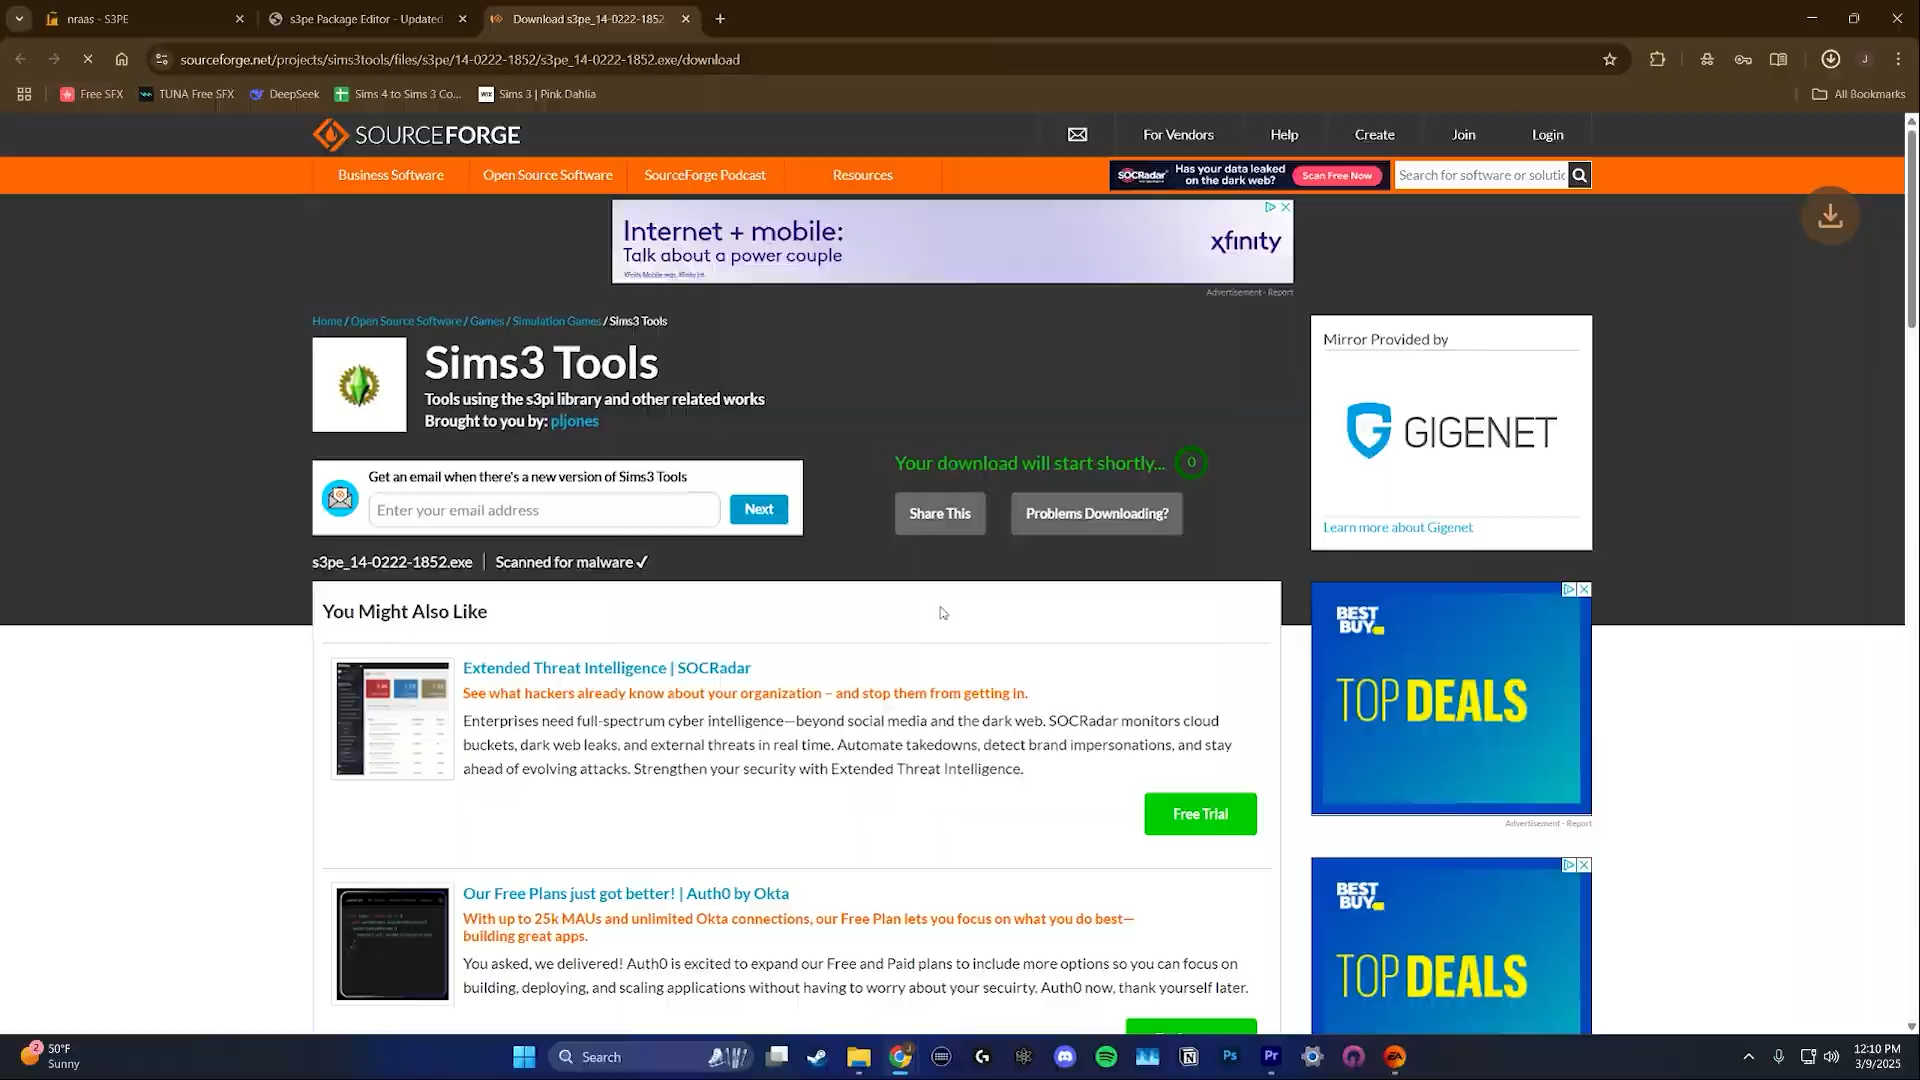 nraas - S3PE
s3pe Package Editor - Updated
Download s3pe_14-0222-1852
sourceforge.net/projects/sims3tools/files/s3pe/14-0222-1852/s3pe_14-0222-1852.exe/download
J
Free SFX
TUNA Free SFX
DeepSeek
Sims 4 to Sims 3 Co...
WiX
Sims 3 | Pink Dahlia
All Bookmarks
SOURCEFORGE
For Vendors
Help
Create
Join
Login
Business Software
Open Source Software
SourceForge Podcast
Resources
SOCRadar
Has your data leaked
on the dark web?
Scan Free Now
Search for software or solutic
Internet + mobile:
Talk about a power couple
xfinity
Advertisement - Report
Home / Open Source Software / Games / Simulation Games / Sims3 Tools
Sims3 Tools
Tools using the s3pi library and other related works
Brought to you by: pljones
Mirror Provided by
GIGENET
Learn more about Gigenet
Get an email when there's a new version of Sims3 Tools
Enter your email address
Next
Your download will start shortly...
0
Share This
Problems Downloading?
s3pe_14-0222-1852.exe
Scanned for malware ✓
You Might Also Like
Extended Threat Intelligence | SOCRadar
See what hackers already know about your organization – and stop them from getting in.
Enterprises need full-spectrum cyber intelligence—beyond social media and the dark web. SOCRadar monitors cloud
buckets, dark web leaks, and external threats in real time. Automate takedowns, detect brand impersonations, and stay
ahead of evolving attacks. Strengthen your security with Extended Threat Intelligence.
Free Trial
BEST
BUY
TOP DEALS
Advertisement - Report
Our Free Plans just got better! | Auth0 by Okta
With up to 25k MAUs and unlimited Okta connections, our Free Plan lets you focus on what you do best—
building great apps.
You asked, we delivered! Auth0 is excited to expand our Free and Paid plans to include more options so you can focus on
building, deploying, and scaling applications without having to worry about your secuirty. Auth0 now, thank yourself later.
BEST
BUY
TOP DEALS
2
50°F
Sunny
Search
Ps
Pr
EA
12:10 PM
3/9/2025